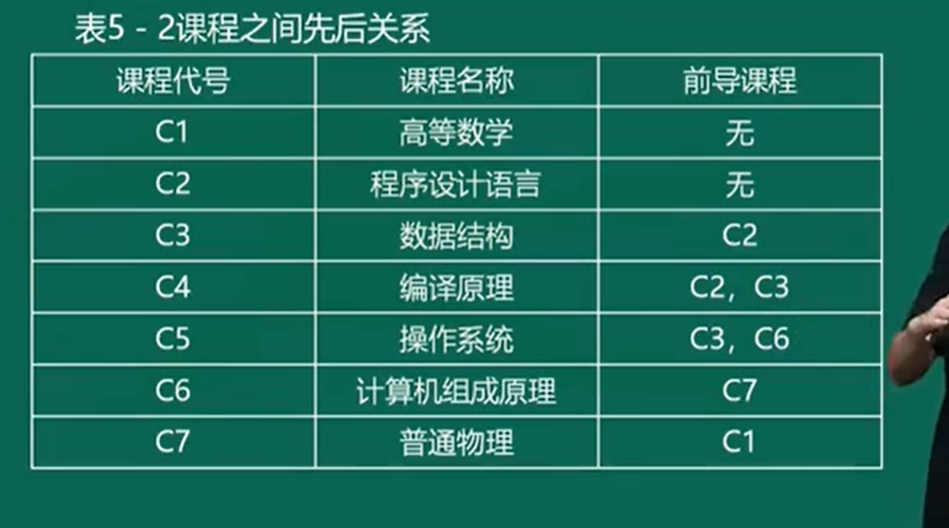 表5-2课程之间先后关系
课程代号 课程名称 前导课程
C1 高等数学 无
C2 程序设计语言 无
C3 数据结构 C2
C4 编译原理 C2，C3
C5 操作系统 C3，C6
C6 计算机组成原理 C7
C7 普通物理 C1